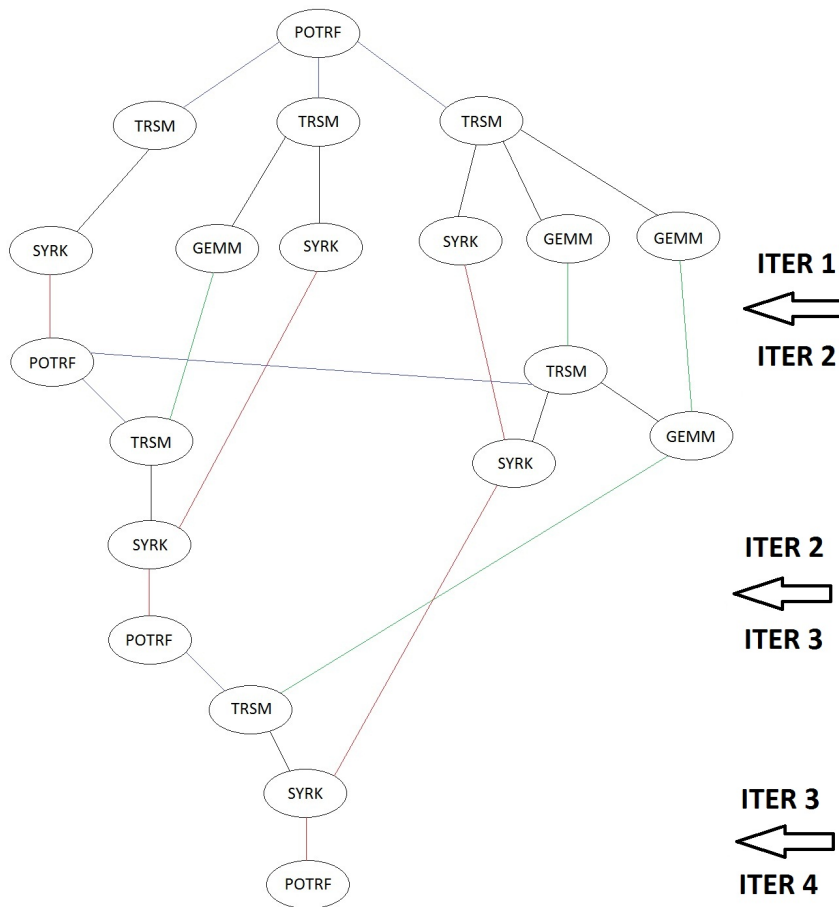 POTRF
TRSM
TRSM
TRSM
SYRK
GEMM
SYRK
SYRK
GEMM
GEMM
ITER 1
ITER 2
POTRF
TRSM
TRSM
GEMM
SYRK
SYRK
ITER 2
ITER 3
POTRF
TRSM
SYRK
ITER 3
ITER 4
POTRF